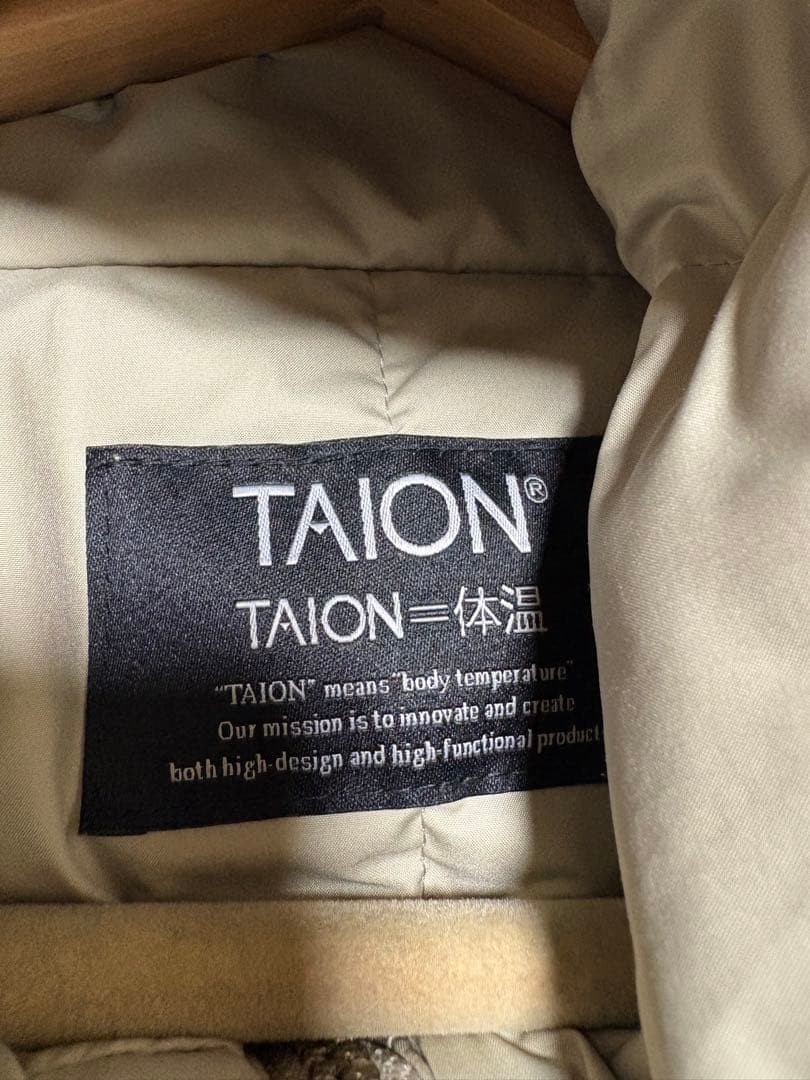 TAION®
TAION=体温
"TAION" means "body temperature"
Our mission is to innovate and create
both high-design and high-functional product